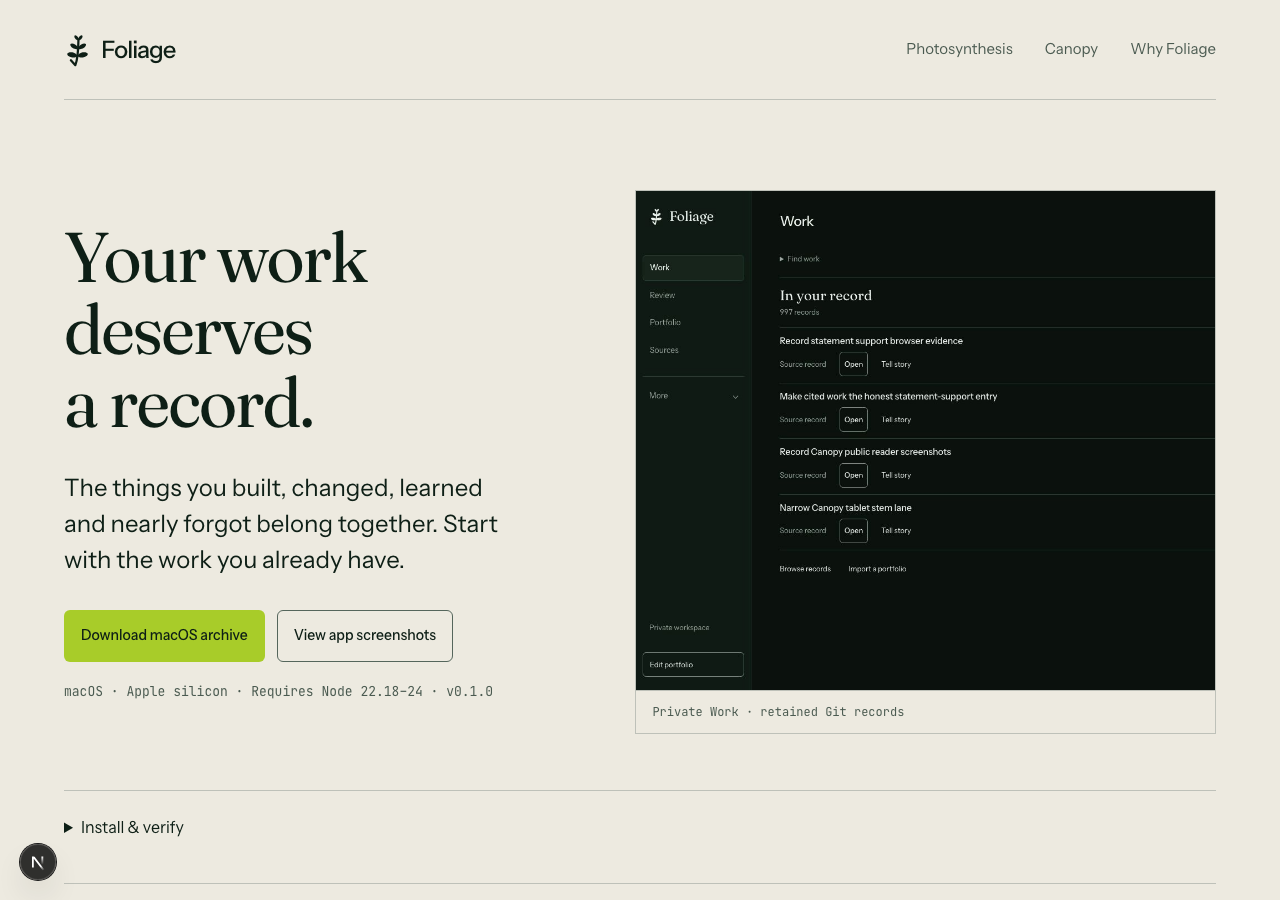 Foliage
Photosynthesis
Canopy
Why Foliage
Your work
deserves
a record.
The things you built, changed, learned
and nearly forgot belong together. Start
with the work you already have.
Download macOS archive
View app screenshots
macOS · Apple silicon · Requires Node 22.18–24 · v0.1.0
Foliage
Work
Review
Portfolio
Sources
More
Private workspace
Edit portfolio
Work
Find work
In your record
997 records
Record statement support browser evidence
Source record Open Tell story
Make cited work the honest statement-support entry
Source record Open Tell story
Record Canopy public reader screenshots
Source record Open Tell story
Narrow Canopy tablet stem lane
Source record Open Tell story
Browse records Import a portfolio
Private Work · retained Git records
Install & verify
N